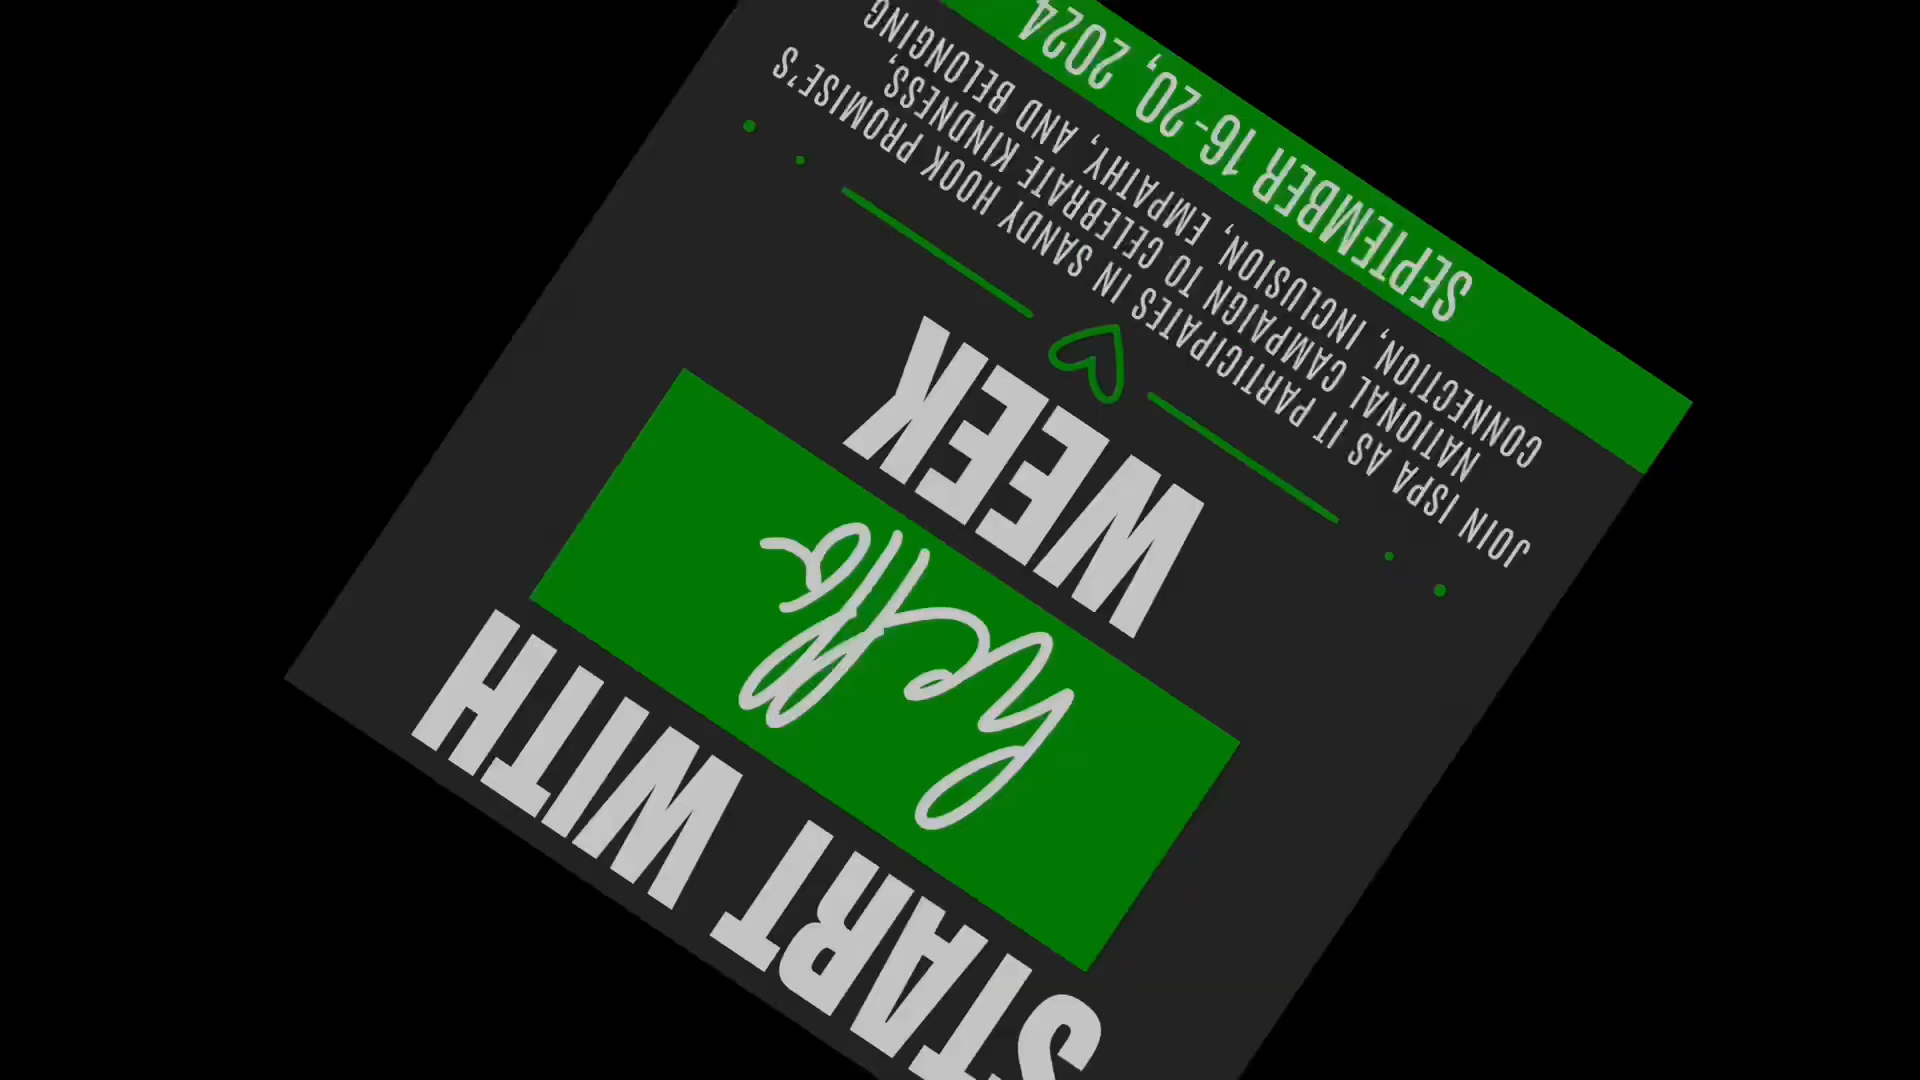 START WITH
hello
WEEK
JOIN ISPA AS IT PARTICIPATES IN SANDY HOOK PROMISE'S
NATIONAL CAMPAIGN TO CELEBRATE KINDNESS,
CONNECTION, INCLUSION, EMPATHY, AND BELONGING
SEPTEMBER 16-20, 2024